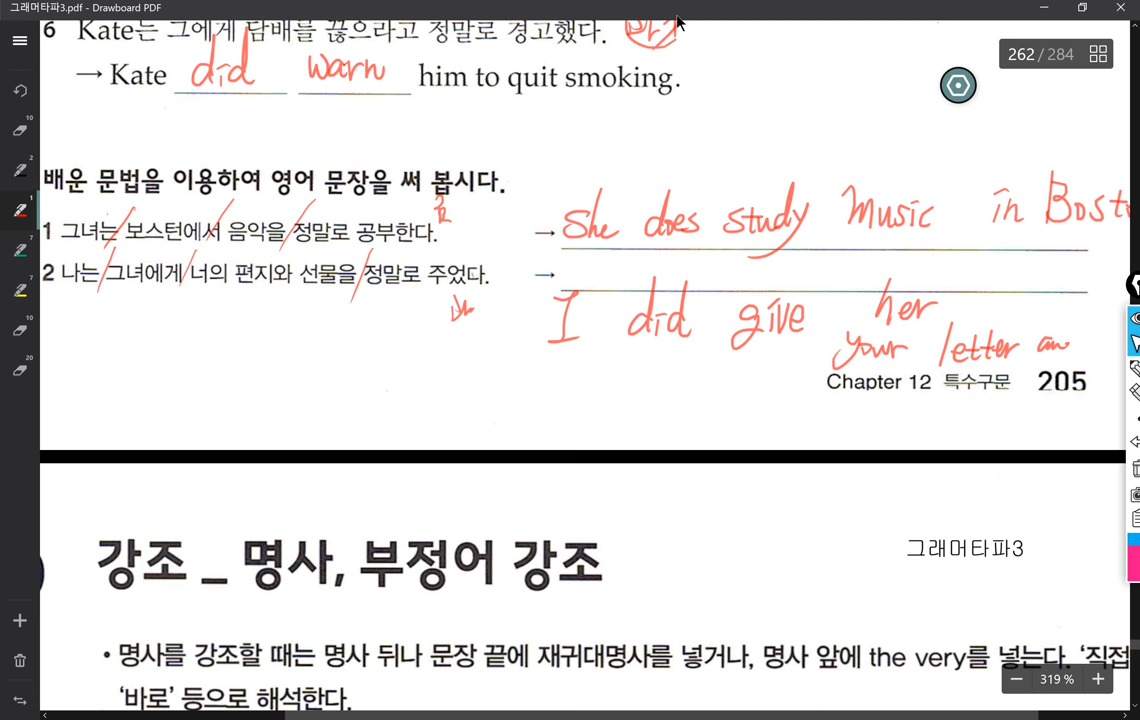 그래머타파3.pdf - Drawboard PDF
262 / 284
6 Kate는 그에게 담배를 끊으라고 정말로 경고했다.
→ Kate did warn him to quit smoking.
배운 문법을 이용하여 영어 문장을 써 봅시다.
1 그녀는 보스턴에서 음악을 정말로 공부한다. → She does study music in Bost
2 나는 그녀에게 너의 편지와 선물을 정말로 주었다. →
I did give her
your letter an
Chapter 12 특수구문 205
강조 _ 명사, 부정어 강조
그래머타파3
• 명사를 강조할 때는 명사 뒤나 문장 끝에 재귀대명사를 넣거나, 명사 앞에 the very를 넣는다. ‘직접
‘바로’ 등으로 해석한다.
319 %
10
2
1
7
7
10
20